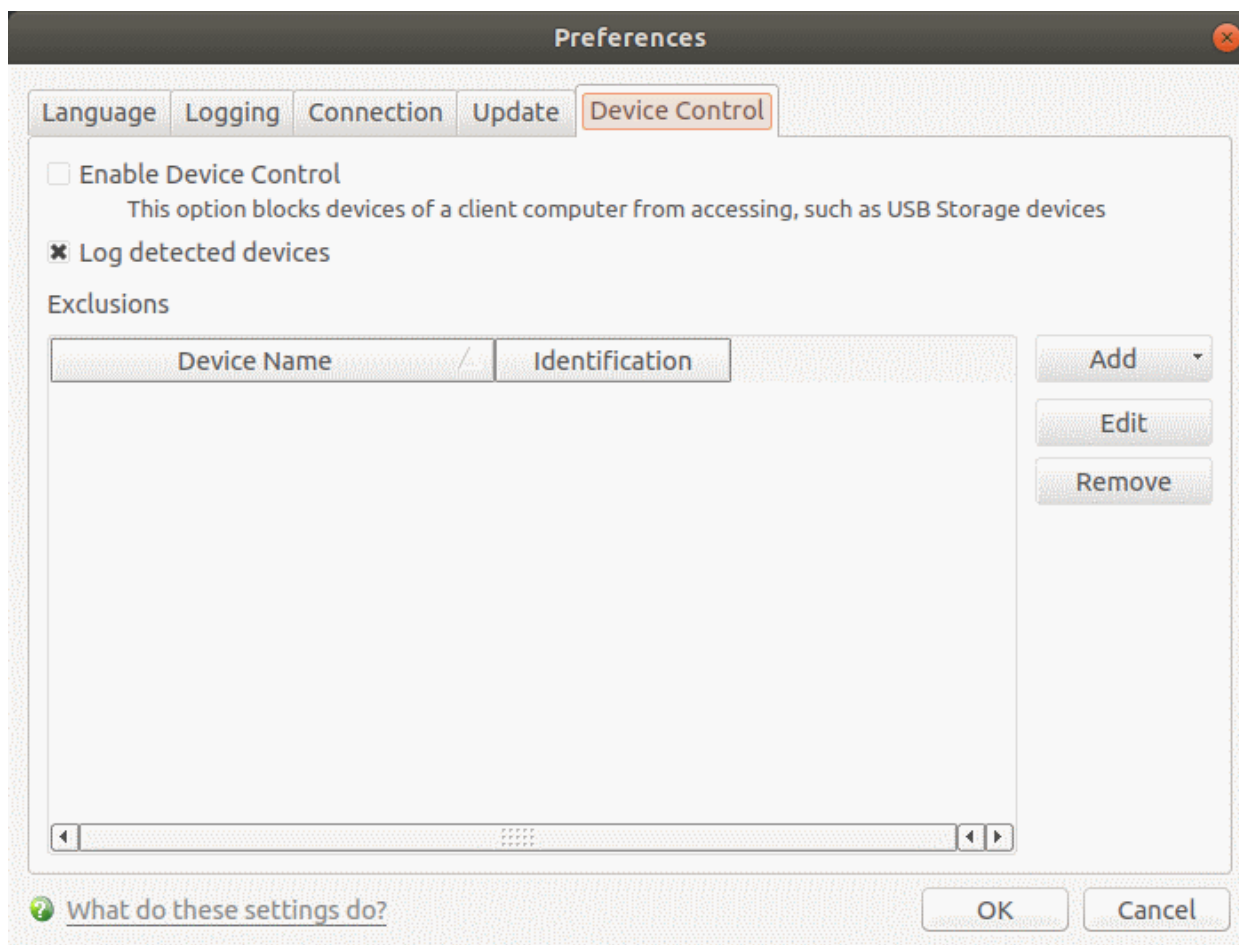 Preferences
Language Logging Connection Update Device Control
Enable Device Control
This option blocks devices of a client computer from accessing, such as USB Storage devices
Log detected devices
Exclusions
Device Name Identification Add
Edit
Remove
What do these settings do? OK Cancel